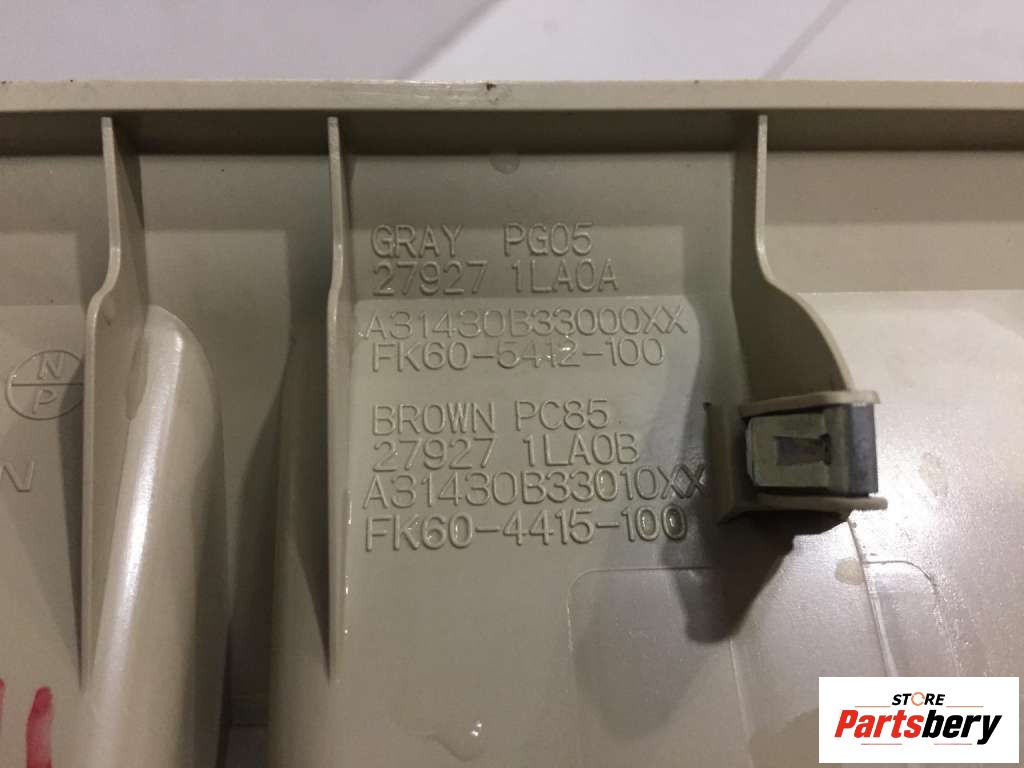 GRAY PG05
27927 1LA0A
A31430B33000XX
FK60-5412-100
BROWN PC85
27927 1LA0B
A31430B33010XX
FK60-4415-100
N
P
N
STORE
Partsbery